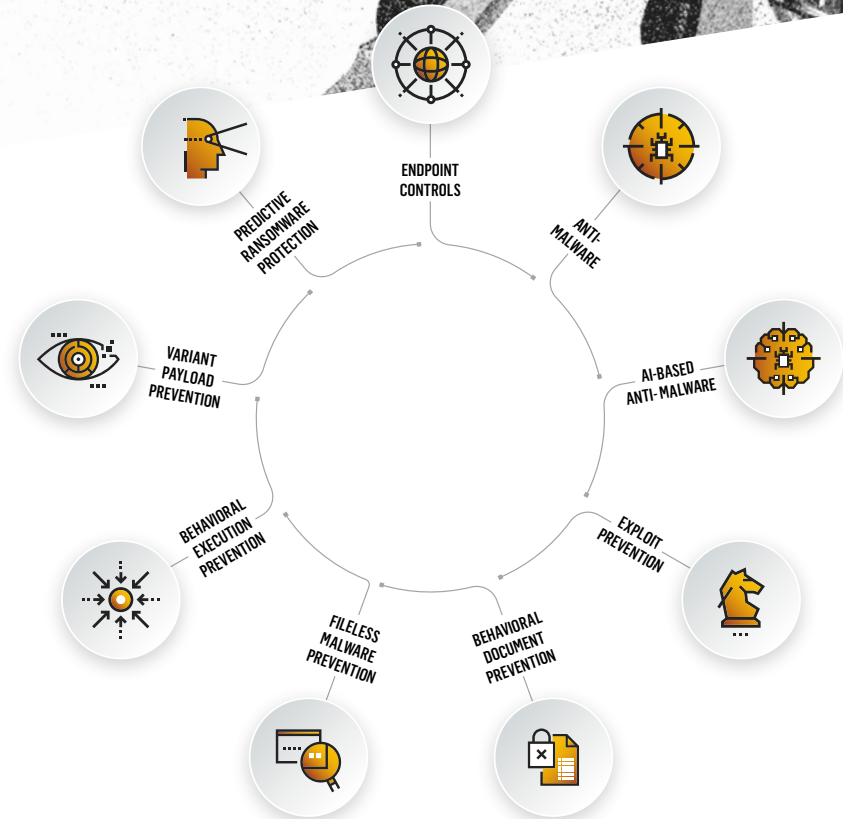 ENDPOINT
CONTROLS
ANTI-
MALWARE
AI-BASED
ANTI-MALWARE
EXPLOIT
PREVENTION
BEHAVIORAL
DOCUMENT
PREVENTION
FILELESS
MALWARE
PREVENTION
BEHAVIORAL
EXECUTION
PREVENTION
VARIANT
PAYLOAD
PREVENTION
PREDICTIVE
RANSOMWARE
PROTECTION